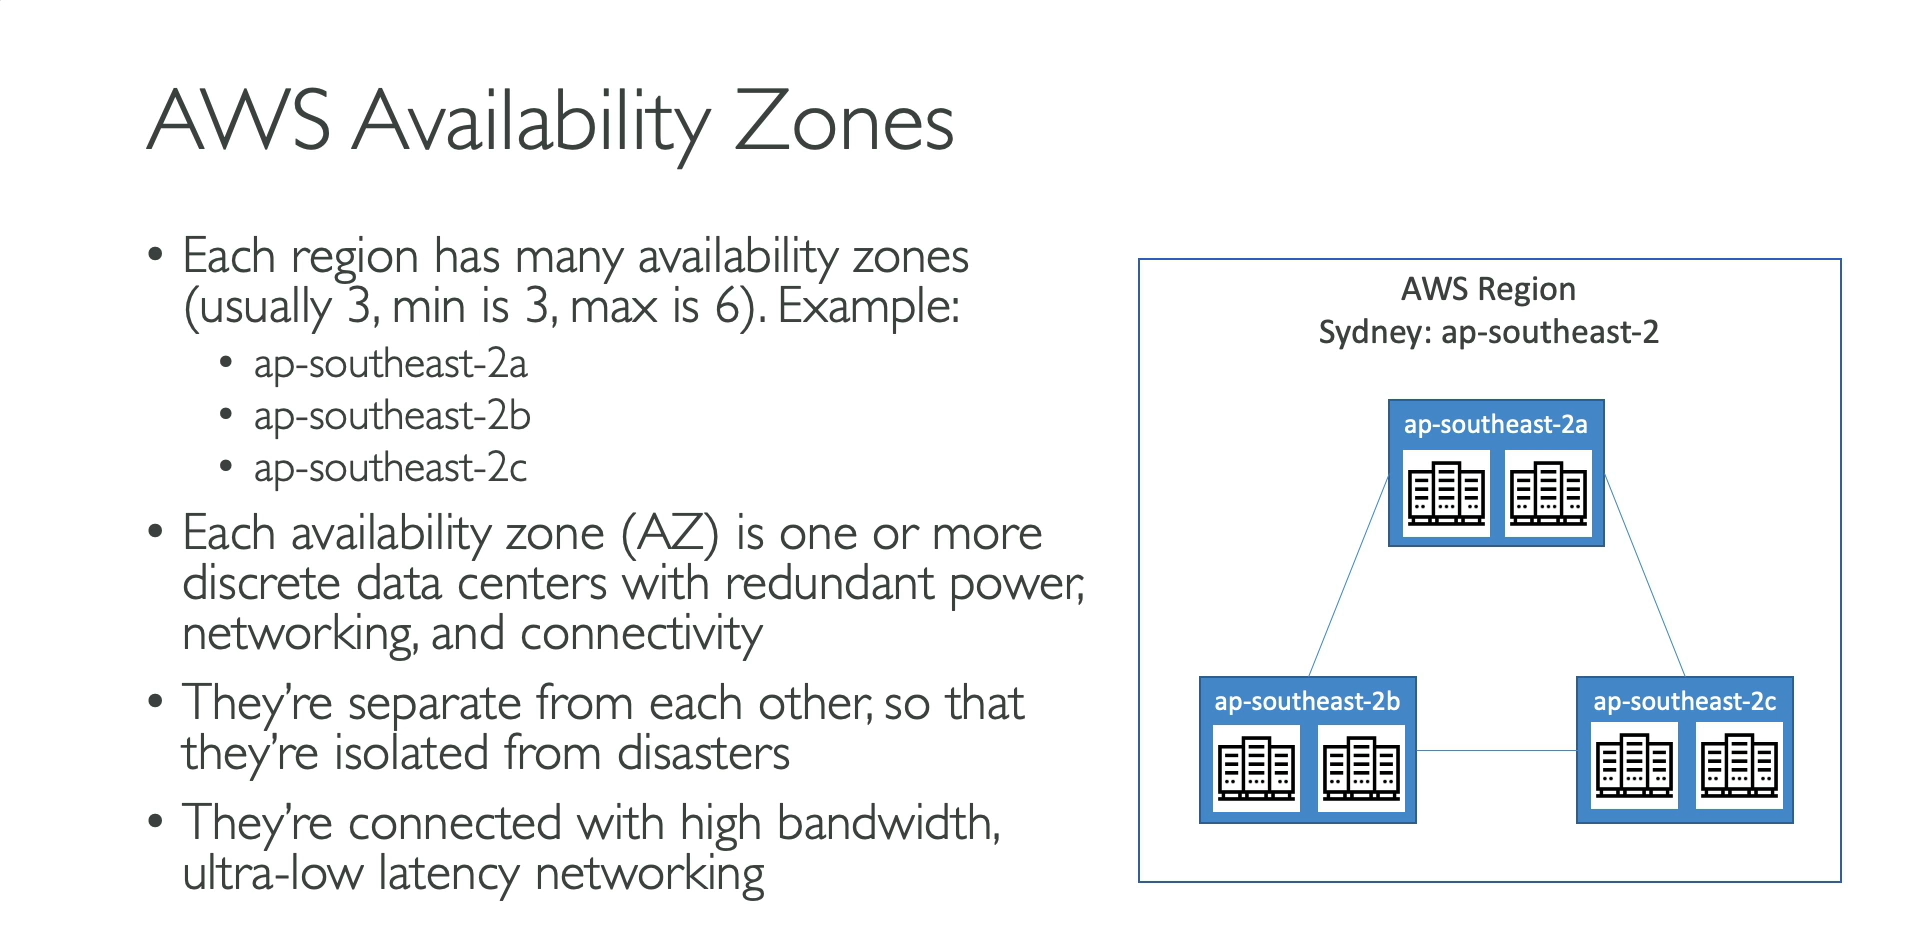 AWS Availability Zones
• Each region has many availability zones
(usually 3, min is 3, max is 6). Example:
• ap-southeast-2a
• ap-southeast-2b
• ap-southeast-2c
• Each availability zone (AZ) is one or more
discrete data centers with redundant power,
networking, and connectivity
• They’re separate from each other, so that
they’re isolated from disasters
• They’re connected with high bandwidth,
ultra-low latency networking
AWS Region
Sydney: ap-southeast-2
ap-southeast-2a
ap-southeast-2b
ap-southeast-2c